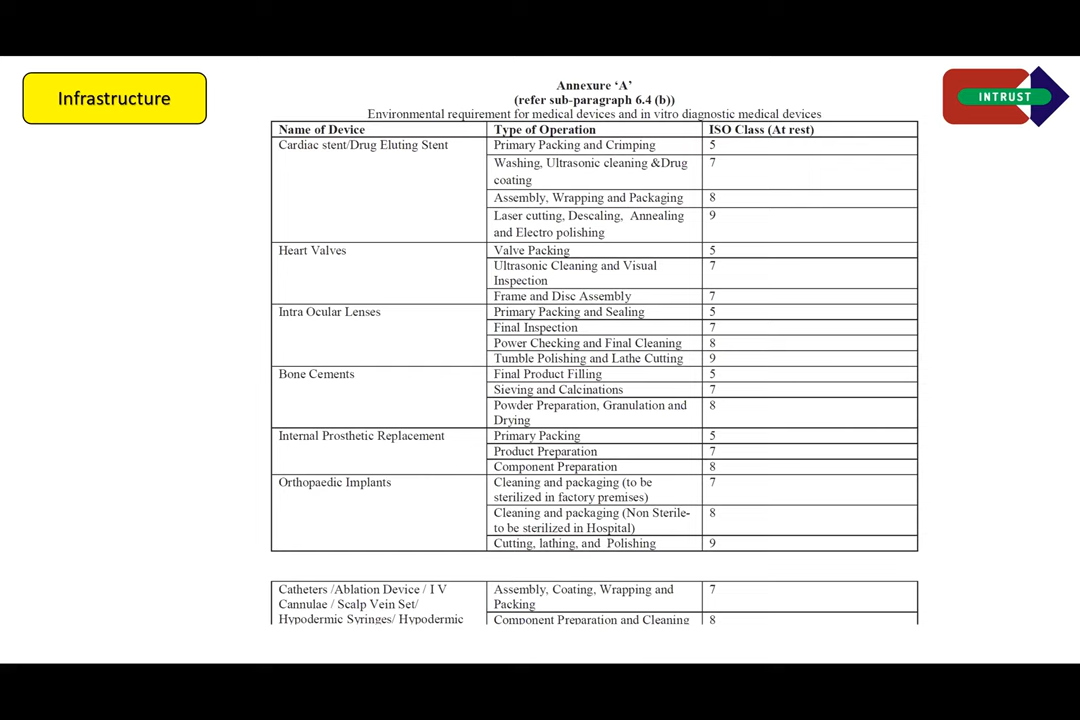 Infrastructure
INTRUST
Annexure ‘A’
(refer sub-paragraph 6.4 (b))
Environmental requirement for medical devices and in vitro diagnostic medical devices
Name of Device Type of Operation ISO Class (At rest)
Cardiac stent/Drug Eluting Stent Primary Packing and Crimping 5
Washing, Ultrasonic cleaning &Drug 7
coating
Assembly, Wrapping and Packaging 8
Laser cutting, Descaling, Annealing 9
and Electro polishing
Heart Valves Valve Packing 5
Ultrasonic Cleaning and Visual 7
Inspection
Frame and Disc Assembly 7
Intra Ocular Lenses Primary Packing and Sealing 5
Final Inspection 7
Power Checking and Final Cleaning 8
Tumble Polishing and Lathe Cutting 9
Bone Cements Final Product Filling 5
Sieving and Calcinations 7
Powder Preparation, Granulation and 8
Drying
Internal Prosthetic Replacement Primary Packing 5
Product Preparation 7
Component Preparation 8
Orthopaedic Implants Cleaning and packaging (to be 7
sterilized in factory premises)
Cleaning and packaging (Non Sterile- 8
to be sterilized in Hospital)
Cutting, lathing, and Polishing 9
Catheters /Ablation Device / I V Assembly, Coating, Wrapping and 7
Cannulae / Scalp Vein Set/ Packing
Hypodermic Syringes/ Hypodermic Component Preparation and Cleaning 8